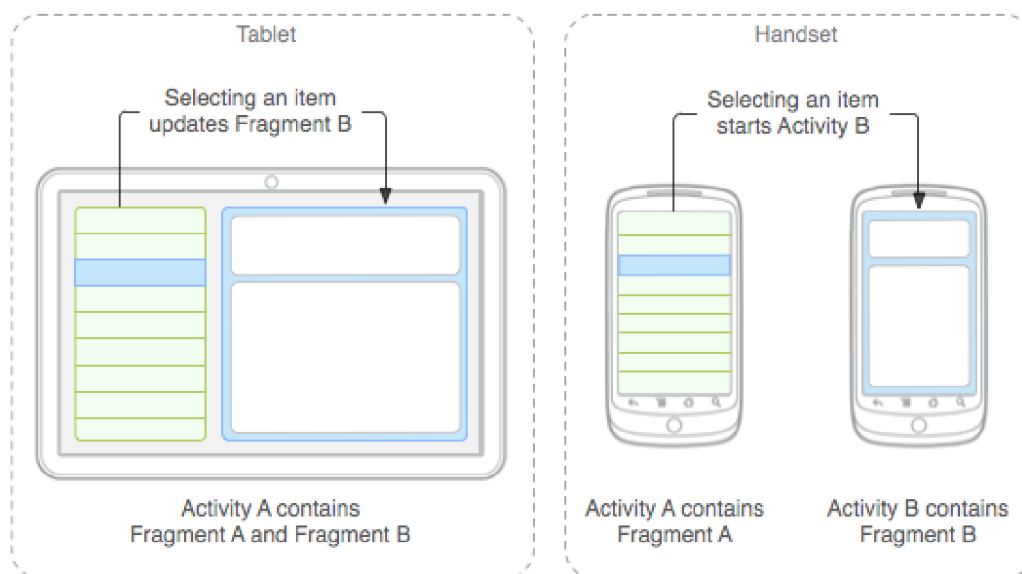 Tablet
Selecting an item
updates Fragment B
Activity A contains
Fragment A and Fragment B
Handset
Selecting an item
starts Activity B
Activity A contains
Fragment A
Activity B contains
Fragment B